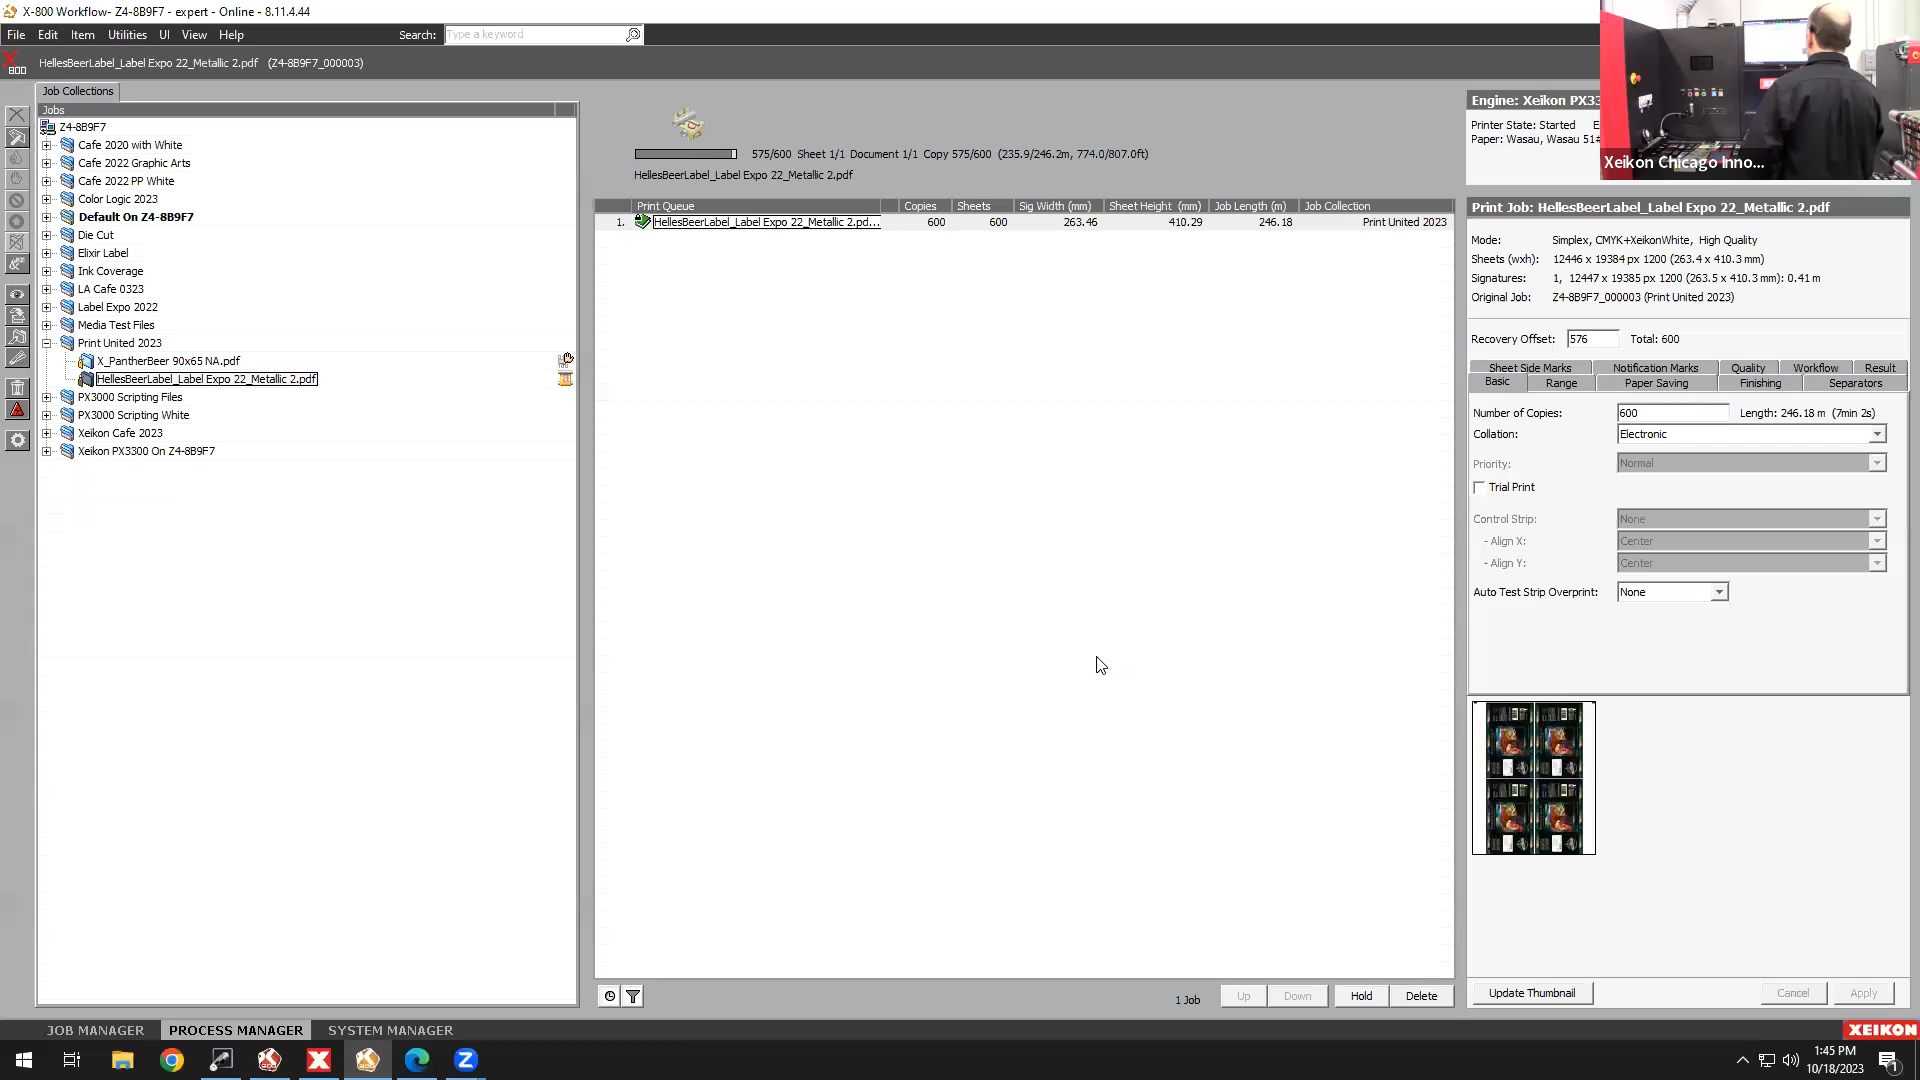 X-800 Workflow- Z4-8B9F7 - expert - Online - 8.11.4.44
File Edit Item Utilities UI View Help
Search: Type a keyword
800
HellesBeerLabel_Label Expo 22_Metallic 2.pdf (Z4-8B9F7_000003)
Job Collections
Jobs
Z4-8B9F7
Cafe 2020 with White
Cafe 2022 Graphic Arts
Cafe 2022 PP White
Color Logic 2023
Default On Z4-8B9F7
Die Cut
Elixir Label
Ink Coverage
LA Cafe 0323
Label Expo 2022
Media Test Files
Print United 2023
X_PantherBeer 90x65 NA.pdf
HellesBeerLabel_Label Expo 22_Metallic 2.pdf
PX3000 Scripting Files
PX3000 Scripting White
Xeikon Cafe 2023
Xeikon PX3300 On Z4-8B9F7
575/600 Sheet 1/1 Document 1/1 Copy 575/600 (235.9/246.2m, 774.0/807.0ft)
HellesBeerLabel_Label Expo 22_Metallic 2.pdf
Print Queue Copies Sheets Sig Width (mm) Sheet Height (mm) Job Length (m) Job Collection
1. HellesBeerLabel_Label Expo 22_Metallic 2.pd... 600 600 263.46 410.29 246.18 Print United 2023
1 Job Up Down Hold Delete
Engine: Xeikon PX33
Printer State: Started E
Paper: Wasau, Wasau 51#
Xeikon Chicago Inno...
Print Job: HellesBeerLabel_Label Expo 22_Metallic 2.pdf
Mode: Simplex, CMYK+XeikonWhite, High Quality
Sheets (wxh): 12446 x 19384 px 1200 (263.4 x 410.3 mm)
Signatures: 1, 12447 x 19385 px 1200 (263.5 x 410.3 mm): 0.41 m
Original Job: Z4-8B9F7_000003 (Print United 2023)
Recovery Offset: 576 Total: 600
Sheet Side Marks Notification Marks Quality Workflow Result
Basic Range Paper Saving Finishing Separators
Number of Copies: 600 Length: 246.18 m (7min 2s)
Collation: Electronic
Priority: Normal
Trial Print
Control Strip: None
- Align X: Center
- Align Y: Center
Auto Test Strip Overprint: None
Update Thumbnail Cancel Apply
JOB MANAGER PROCESS MANAGER SYSTEM MANAGER
XEIKON
1:45 PM
10/18/2023
1